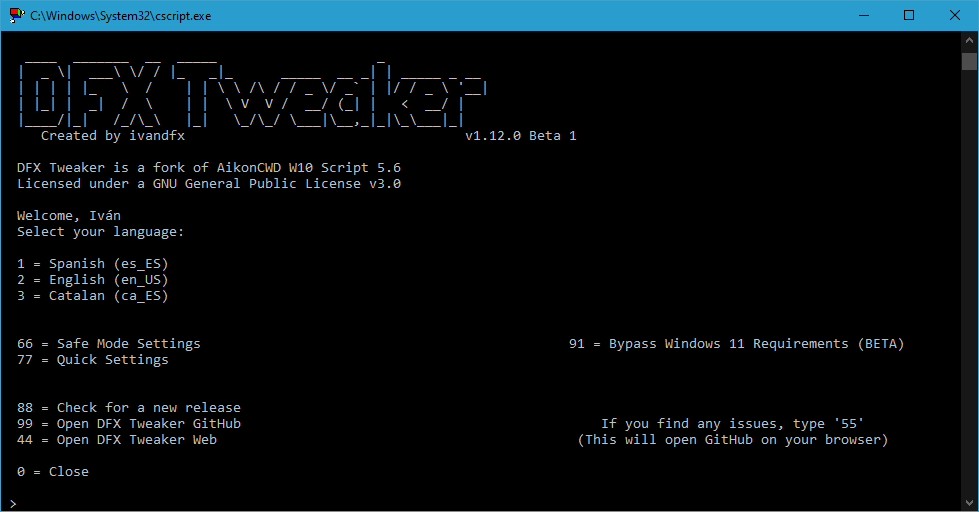 C:\Windows\System32\cscript.exe
DFX Tweaker
Created by ivandfx v1.12.0 Beta 1
DFX Tweaker is a fork of AikonCWD W10 Script 5.6
Licensed under a GNU General Public License v3.0
Welcome, Iván
Select your language:
1 = Spanish (es_ES)
2 = English (en_US)
3 = Catalan (ca_ES)
66 = Safe Mode Settings 91 = Bypass Windows 11 Requirements (BETA)
77 = Quick Settings
88 = Check for a new release
99 = Open DFX Tweaker GitHub If you find any issues, type '55'
44 = Open DFX Tweaker Web (This will open GitHub on your browser)
0 = Close
>